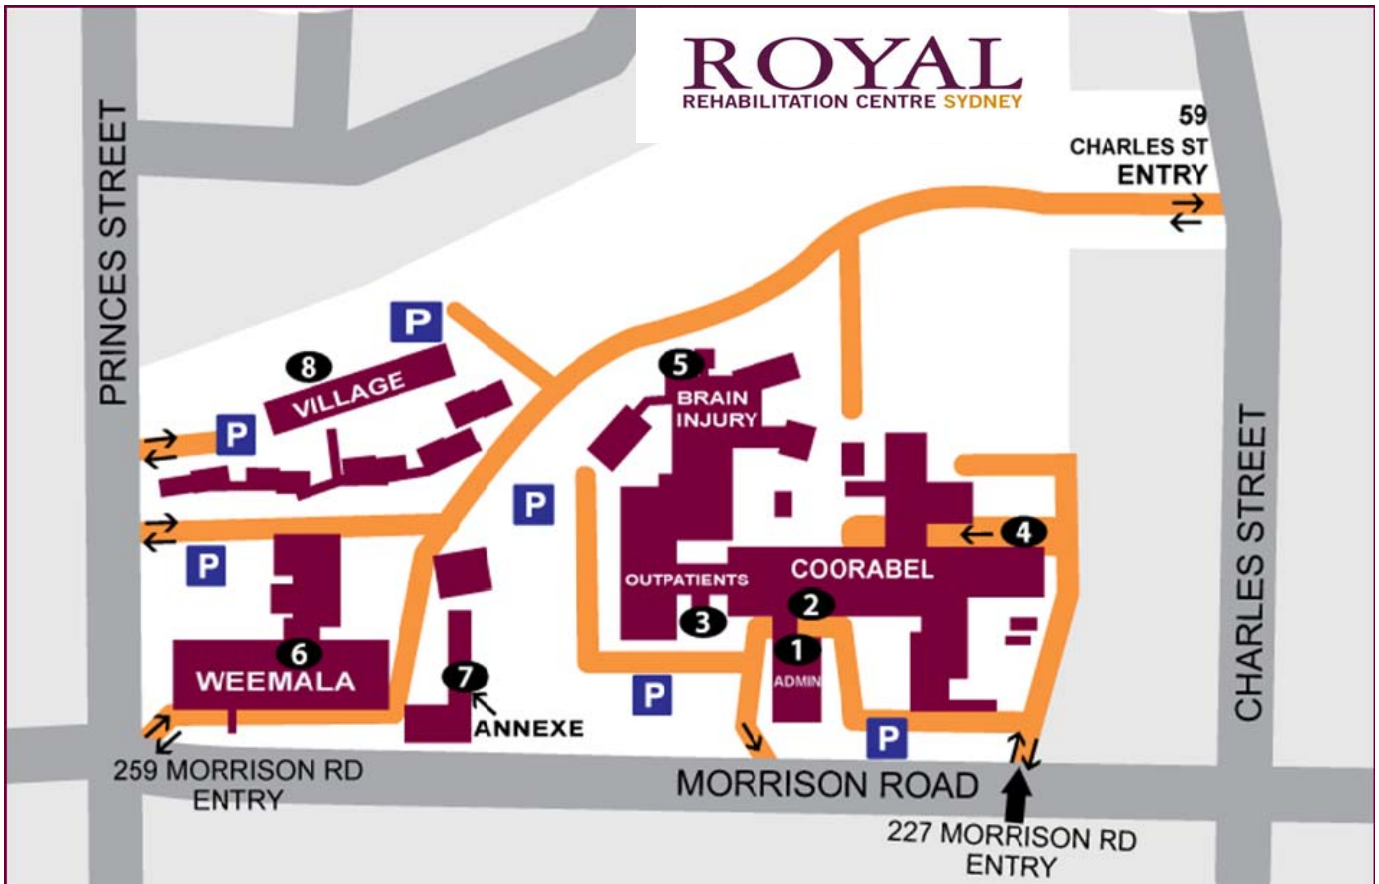 ROYAL
REHABILITATION CENTRE SYDNEY
59
CHARLES ST
ENTRY
PRINCES STREET
P
8
VILLAGE
P
5
BRAIN
INJURY
P
CHARLES STREET
4
P
OUTPATIENTS
COORABEL
2
3
1
6
WEEMALA
7
ADMIN
P
ANNEXE
P
259 MORRISON RD
ENTRY
MORRISON ROAD
227 MORRISON RD
ENTRY